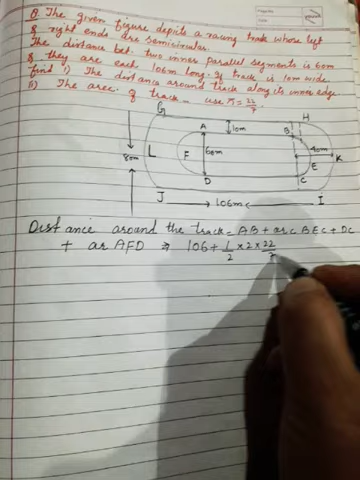 Q. The given figure depicts a racing track whose left
& right ends are semicircular.
The distance bet. two inner parallel segments is 60m
& they are each 106m long. if track is 10m wide
find i) The distance around track along its inner edge.
ii) The area of track - use π = 22/7
G H
A 10m B
80m L F 60m 40m K
E
D C
J 106m I
Distance around the track = AB + arc BEC + DC
+ ar AFD ⇒ 106 + 1/2 × 2 × 22/7